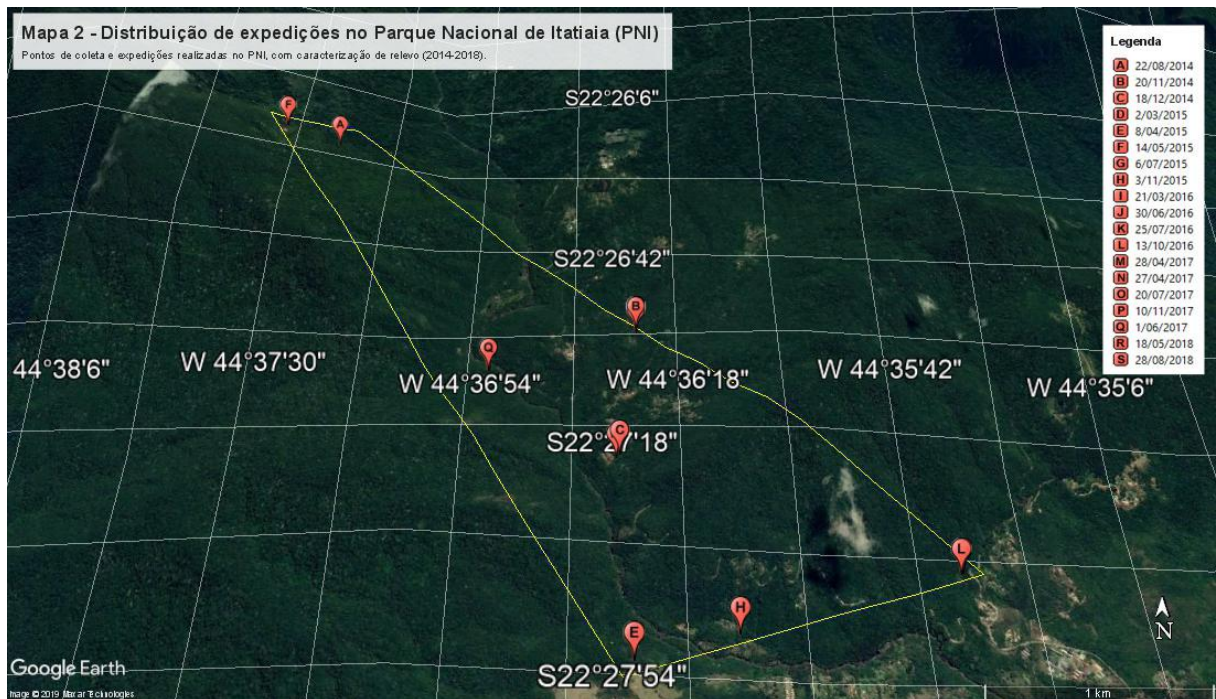 Mapa 2 - Distribuição de expedições no Parque Nacional de Itatiaia (PNI)
Pontos de coleta e expedições realizadas no PNI, com caracterização de relevo (2014-2018).
Legenda
A 22/08/2014
B 20/11/2014
C 18/12/2014
D 2/03/2015
E 8/04/2015
F 14/05/2015
G 6/07/2015
H 3/11/2015
I 21/03/2016
J 30/06/2016
K 25/07/2016
L 13/10/2016
M 28/04/2017
N 27/04/2017
O 20/07/2017
P 10/11/2017
Q 1/06/2017
R 18/05/2018
S 28/08/2018
F
A
S22°26'6"
S22°26'42"
B
Q
44°38'6"
W 44°37'30"
W 44°36'54"
W 44°36'18"
W 44°35'42"
W 44°35'6"
C
S22°27'18"
L
H
E
S22°27'54"
N
Google Earth
Image © 2019 Maxar Technologies
1 km